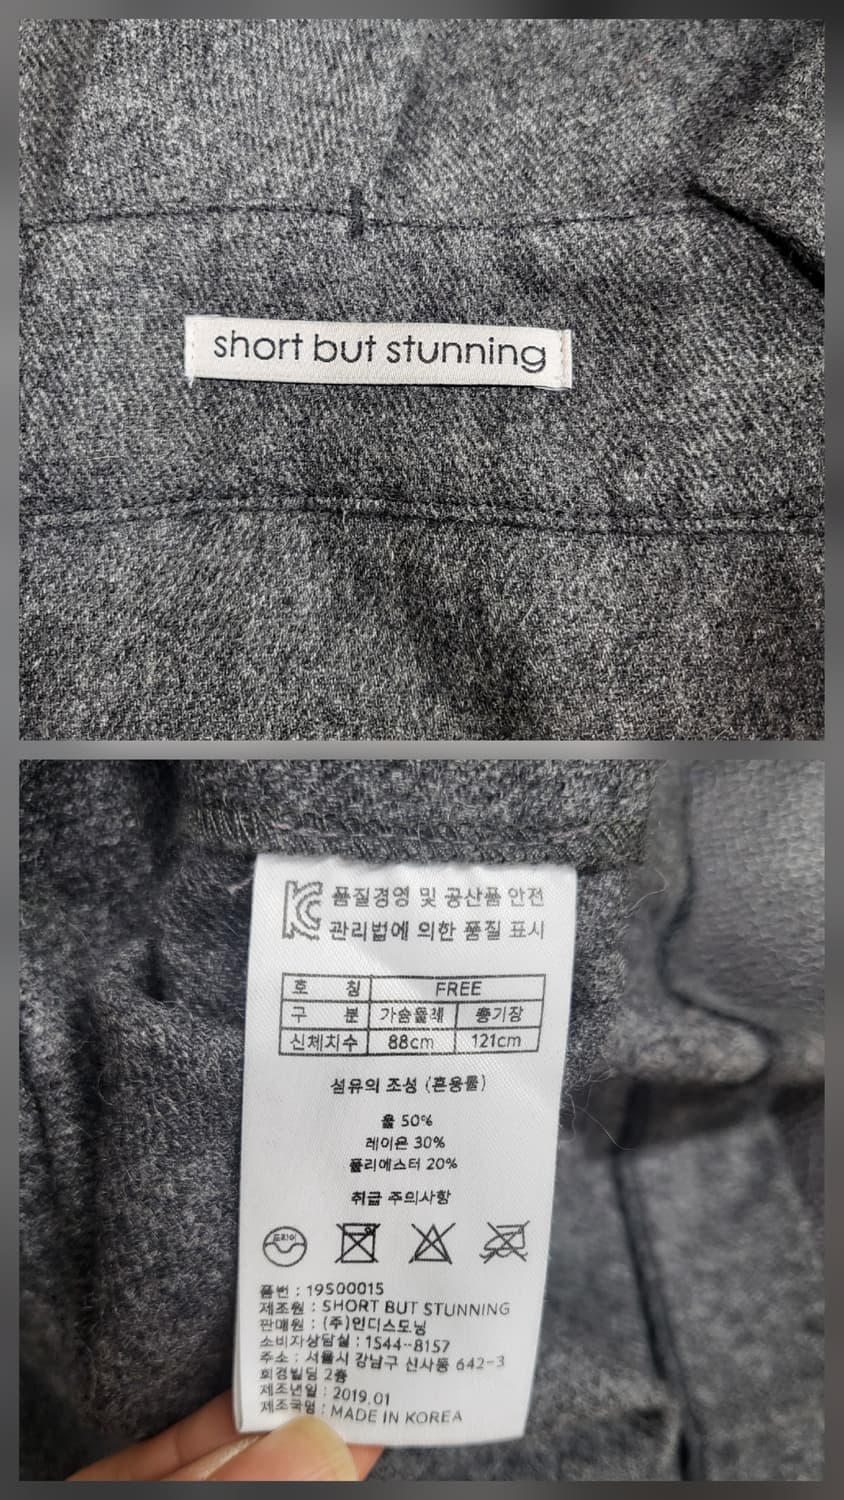 short but stunning
품질경영 및 공산품 안전
관리법에 의한 품질 표시
호 칭 FREE
구 분 가슴둘레 총기장
신체치수 88cm 121cm
섬유의 조성 (혼용률)
울 50%
레이온 30%
폴리에스터 20%
취급 주의사항
드라이
품번 : 19S00015
제조원 : SHORT BUT STUNNING
판매원 : (주)인디스도닝
소비자상담실 : 1544-8157
주소 : 서울시 강남구 신사동 642-3
희경빌딩 2층
제조년월 : 2019.01
제조국명 : MADE IN KOREA